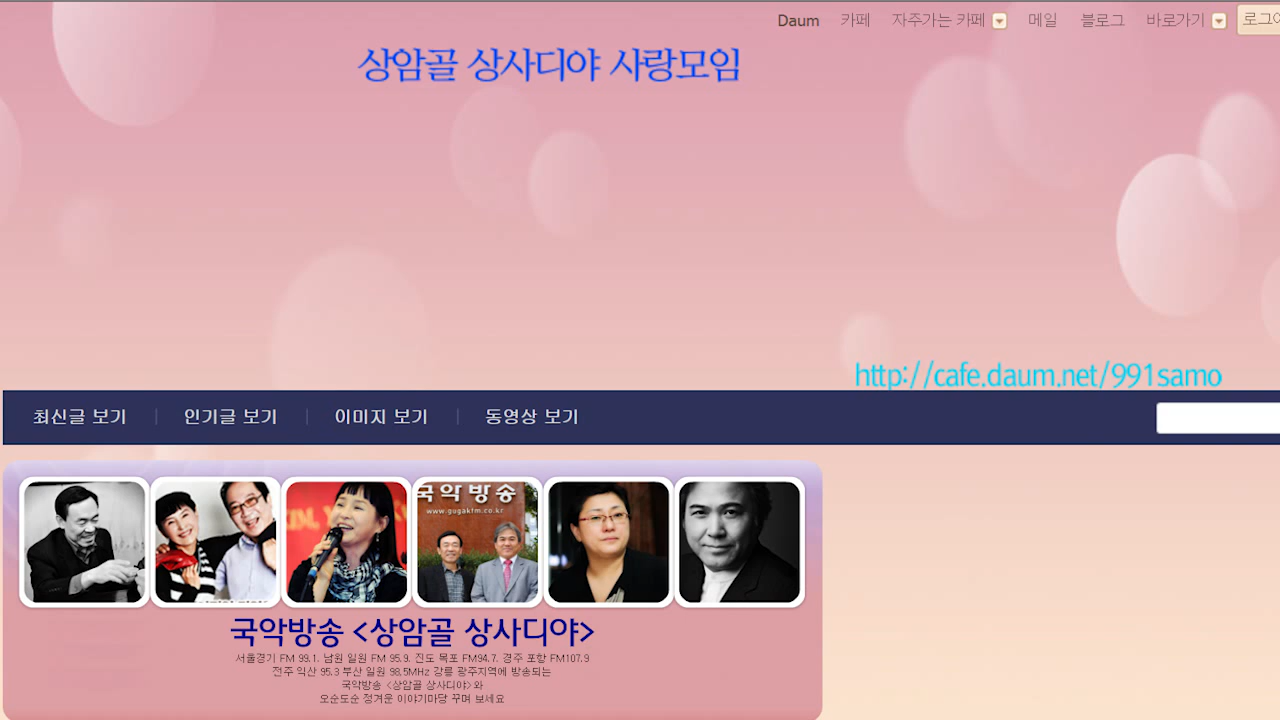 Daum 카페 자주가는 카페 메일 블로그 바로가기
상암골 상사디야 사랑모임
http://cafe.daum.net/991samo
최신글 보기 | 인기글 보기 | 이미지 보기 | 동영상 보기
국악방송
www.gugakfm.co.kr
국악방송 <상암골 상사디야>
서울경기 FM 99.1. 남원 일원 FM 95.9. 진도 목포 FM94.7. 경주 포항 FM107.9
전주 익산 95.3 부산 일원 98.5MHz 강릉 광주지역에 방송되는
국악방송 <상암골 상사디야>와
오순도순 정겨운 이야기마당 꾸며 보세요